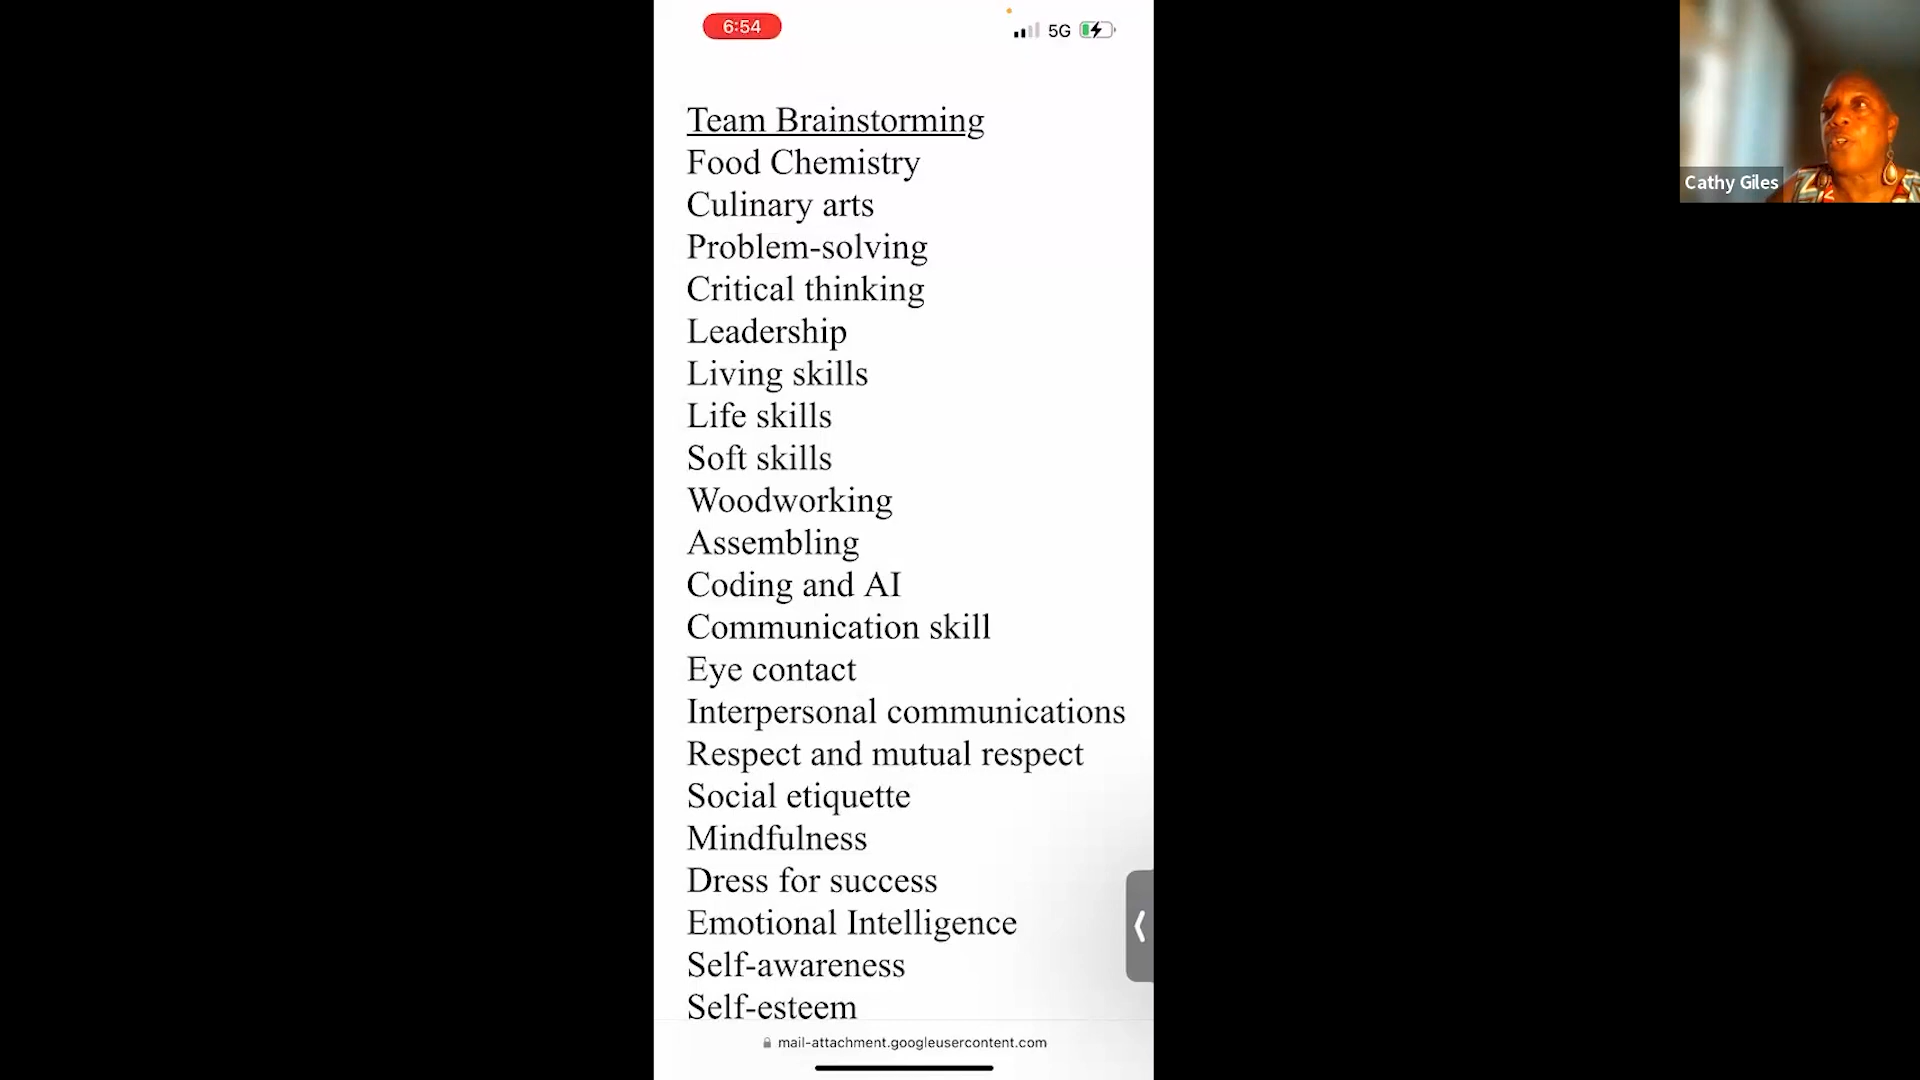 6:54
5G
Team Brainstorming
Food Chemistry
Culinary arts
Problem-solving
Critical thinking
Leadership
Living skills
Life skills
Soft skills
Woodworking
Assembling
Coding and AI
Communication skill
Eye contact
Interpersonal communications
Respect and mutual respect
Social etiquette
Mindfulness
Dress for success
Emotional Intelligence
Self-awareness
Self-esteem
mail-attachment.googleusercontent.com
Cathy Giles